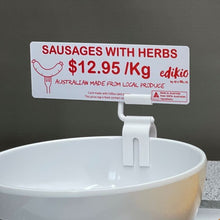 SAUSAGES WITH HERBS
$12.95 /Kg
AUSTRALIAN MADE FROM LOCAL PRODUCE
edikio